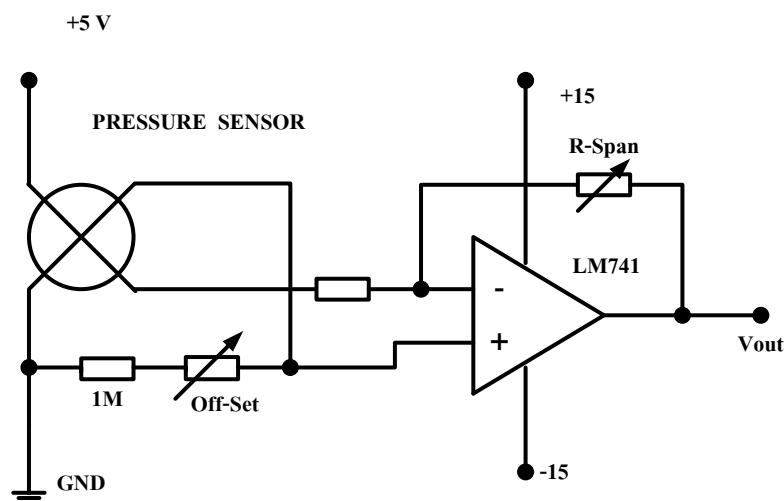 +5 V
+15
PRESSURE SENSOR
R-Span
LM741
-
+
Vout
1M
Off-Set
-15
GND